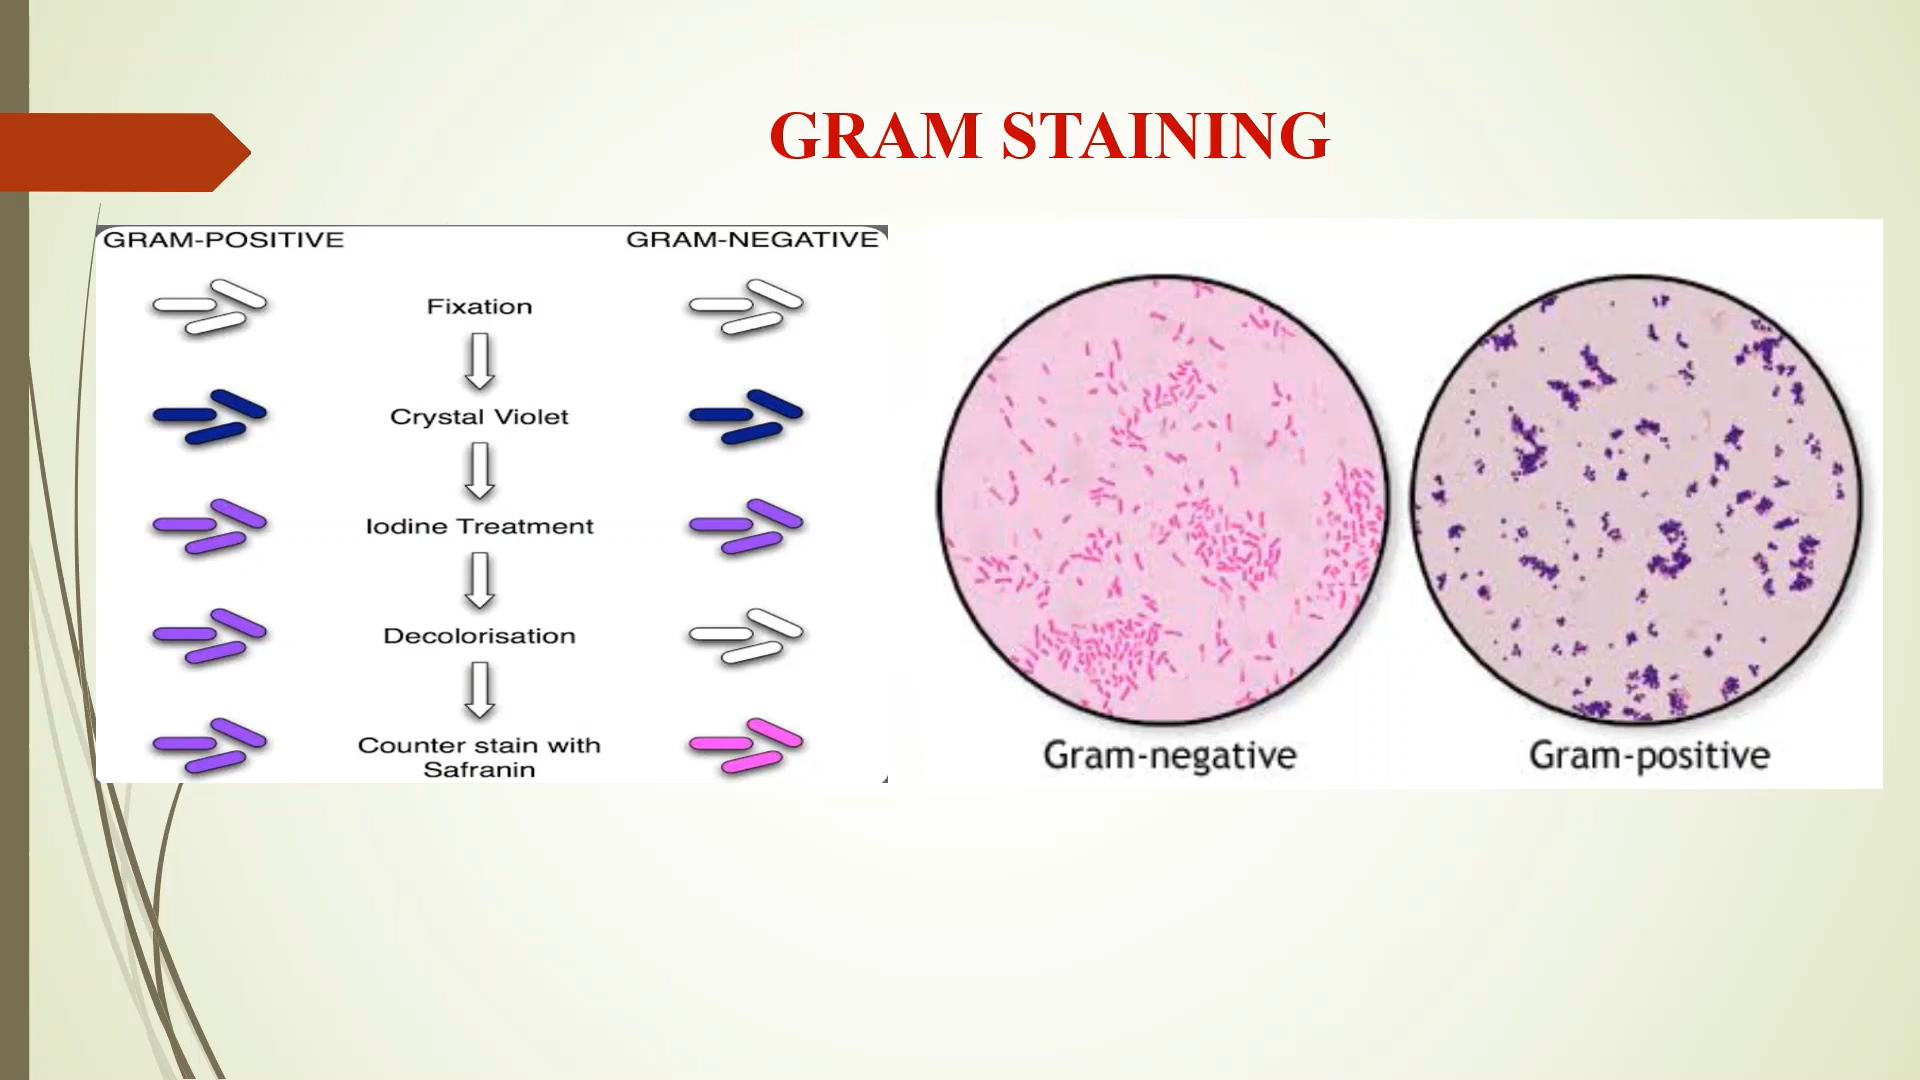 GRAM STAINING
GRAM-POSITIVE
GRAM-NEGATIVE
Fixation
Crystal Violet
Iodine Treatment
Decolorisation
Counter stain with
Safranin
Gram-negative
Gram-positive